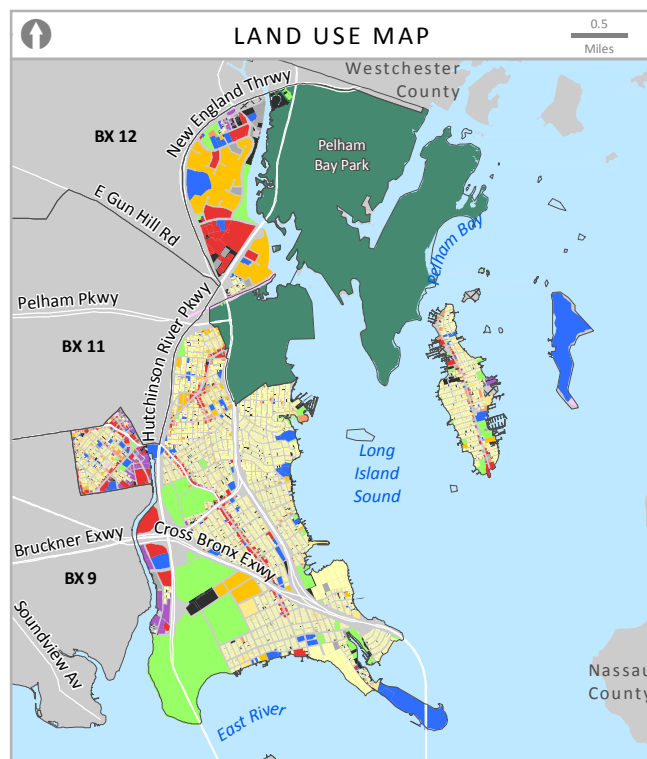 LAND USE MAP
0.5
Miles
Westchester
County
New England Thrwy
BX 12
Pelham
Bay Park
E Gun Hill Rd
Pelham Bay
Pelham Pkwy
Hutchinson River Pkwy
BX 11
Long
Island
Sound
Bruckner Exwy
Cross Bronx Exwy
BX 9
Soundview Av
Nassau
County
East River